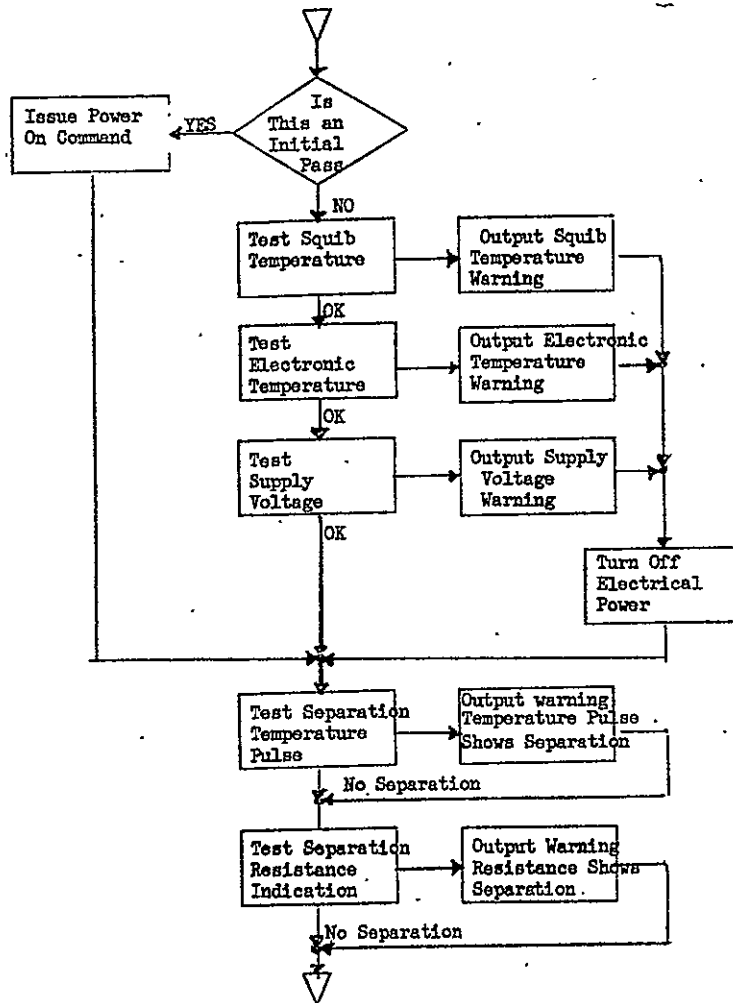 Is
This an
Initial
Pass
YES
Issue Power
On Command
NO
Test Squib
Temperature
Output Squib
Temperature
Warning
OK
Test
Electronic
Temperature
Output Electronic
Temperature
Warning
OK
Test
Supply
Voltage
Output Supply
Voltage
Warning
OK
Turn Off
Electrical
Power
Test Separation
Temperature
Pulse
Output warning
Temperature Pulse
Shows Separation
No Separation
Test Separation
Resistance
Indication
Output Warning
Resistance Shows
Separation.
No Separation